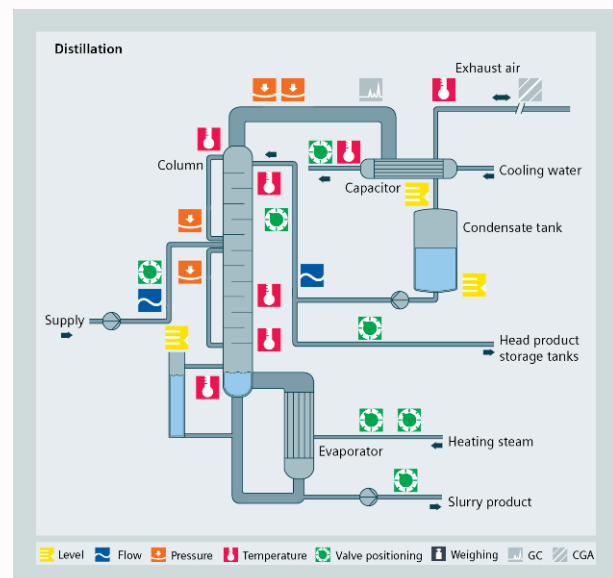 Distillation
Exhaust air
Column
Capacitor
Cooling water
Condensate tank
Supply
Head product
storage tanks
Heating steam
Evaporator
Slurry product
Level Flow Pressure Temperature Valve positioning Weighing GC CGA